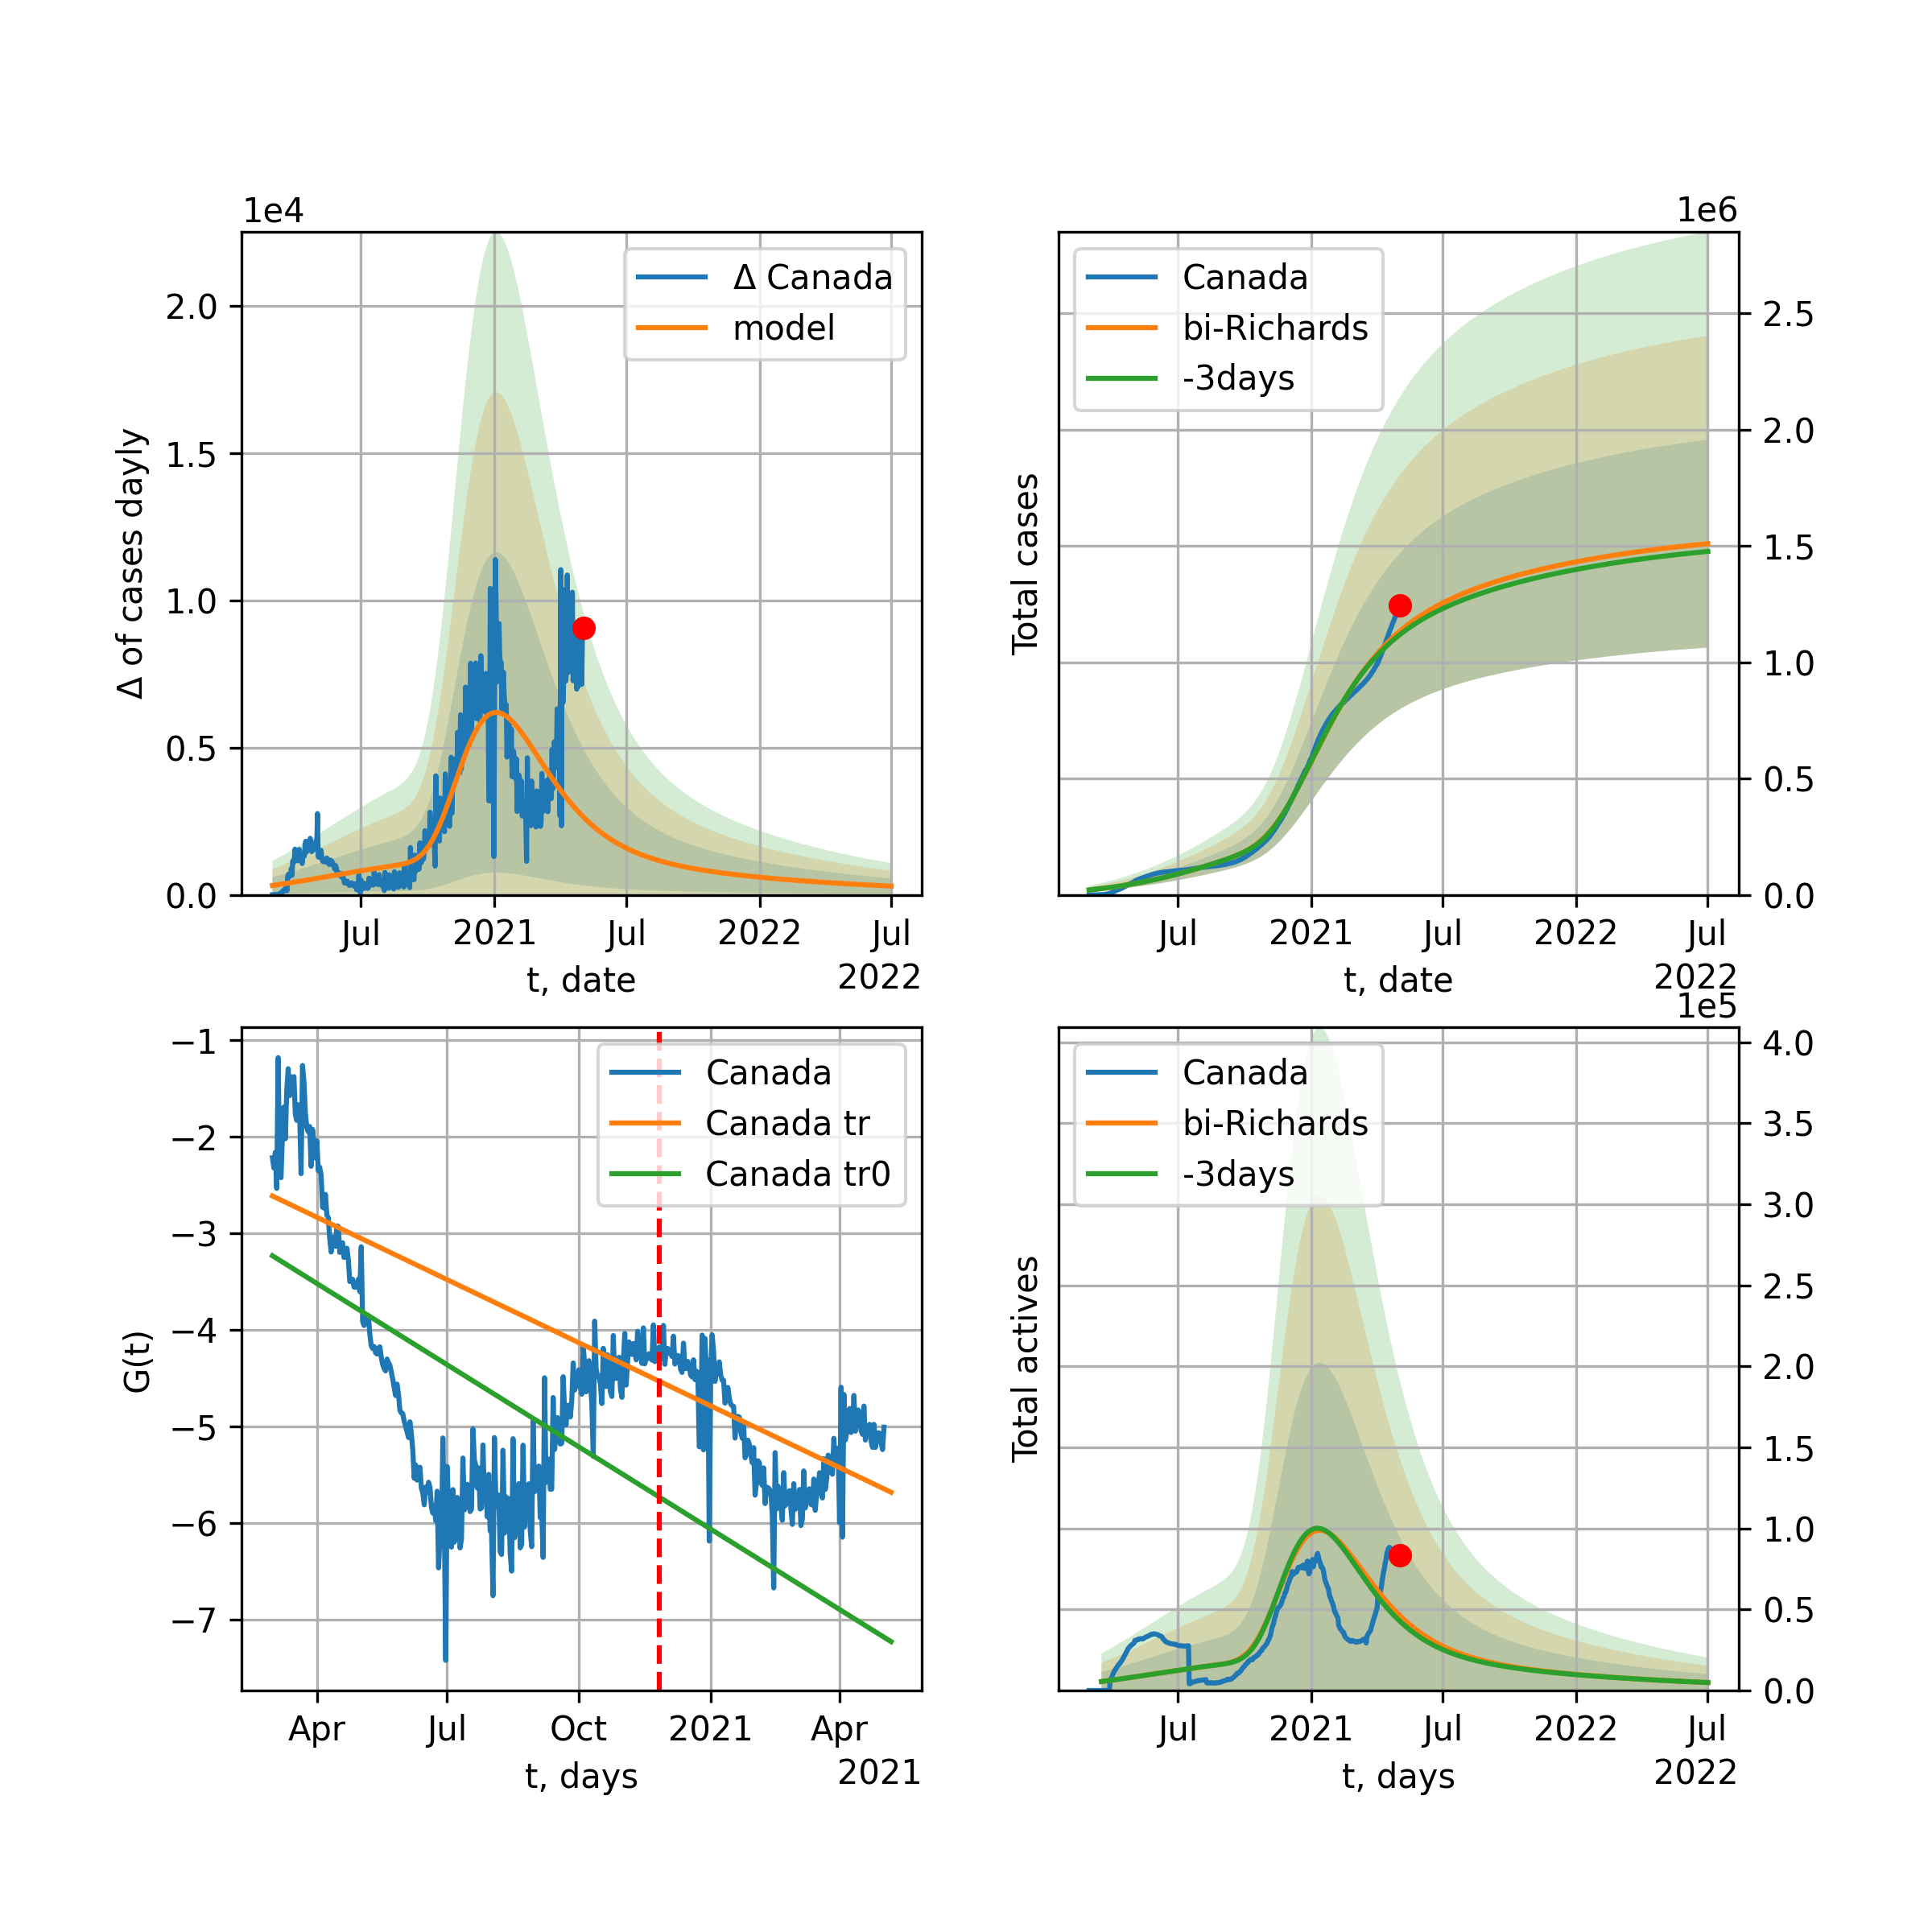 1e4
Δ of cases dayly
2.0
1.5
1.0
0.5
0.0
Δ Canada
model
Jul 2021 Jul 2022 Jul
2022
t, date
1e6
Total cases
Canada
bi-Richards
-3days
2.5
2.0
1.5
1.0
0.5
0.0
Jul 2021 Jul 2022 Jul
2022
t, date
G(t)
−1
−2
−3
−4
−5
−6
−7
Canada
Canada tr
Canada tr0
Apr Jul Oct 2021 Apr
2021
t, days
1e5
Total actives
Canada
bi-Richards
-3days
4.0
3.5
3.0
2.5
2.0
1.5
1.0
0.5
0.0
Jul 2021 Jul 2022 Jul
2022
t, days